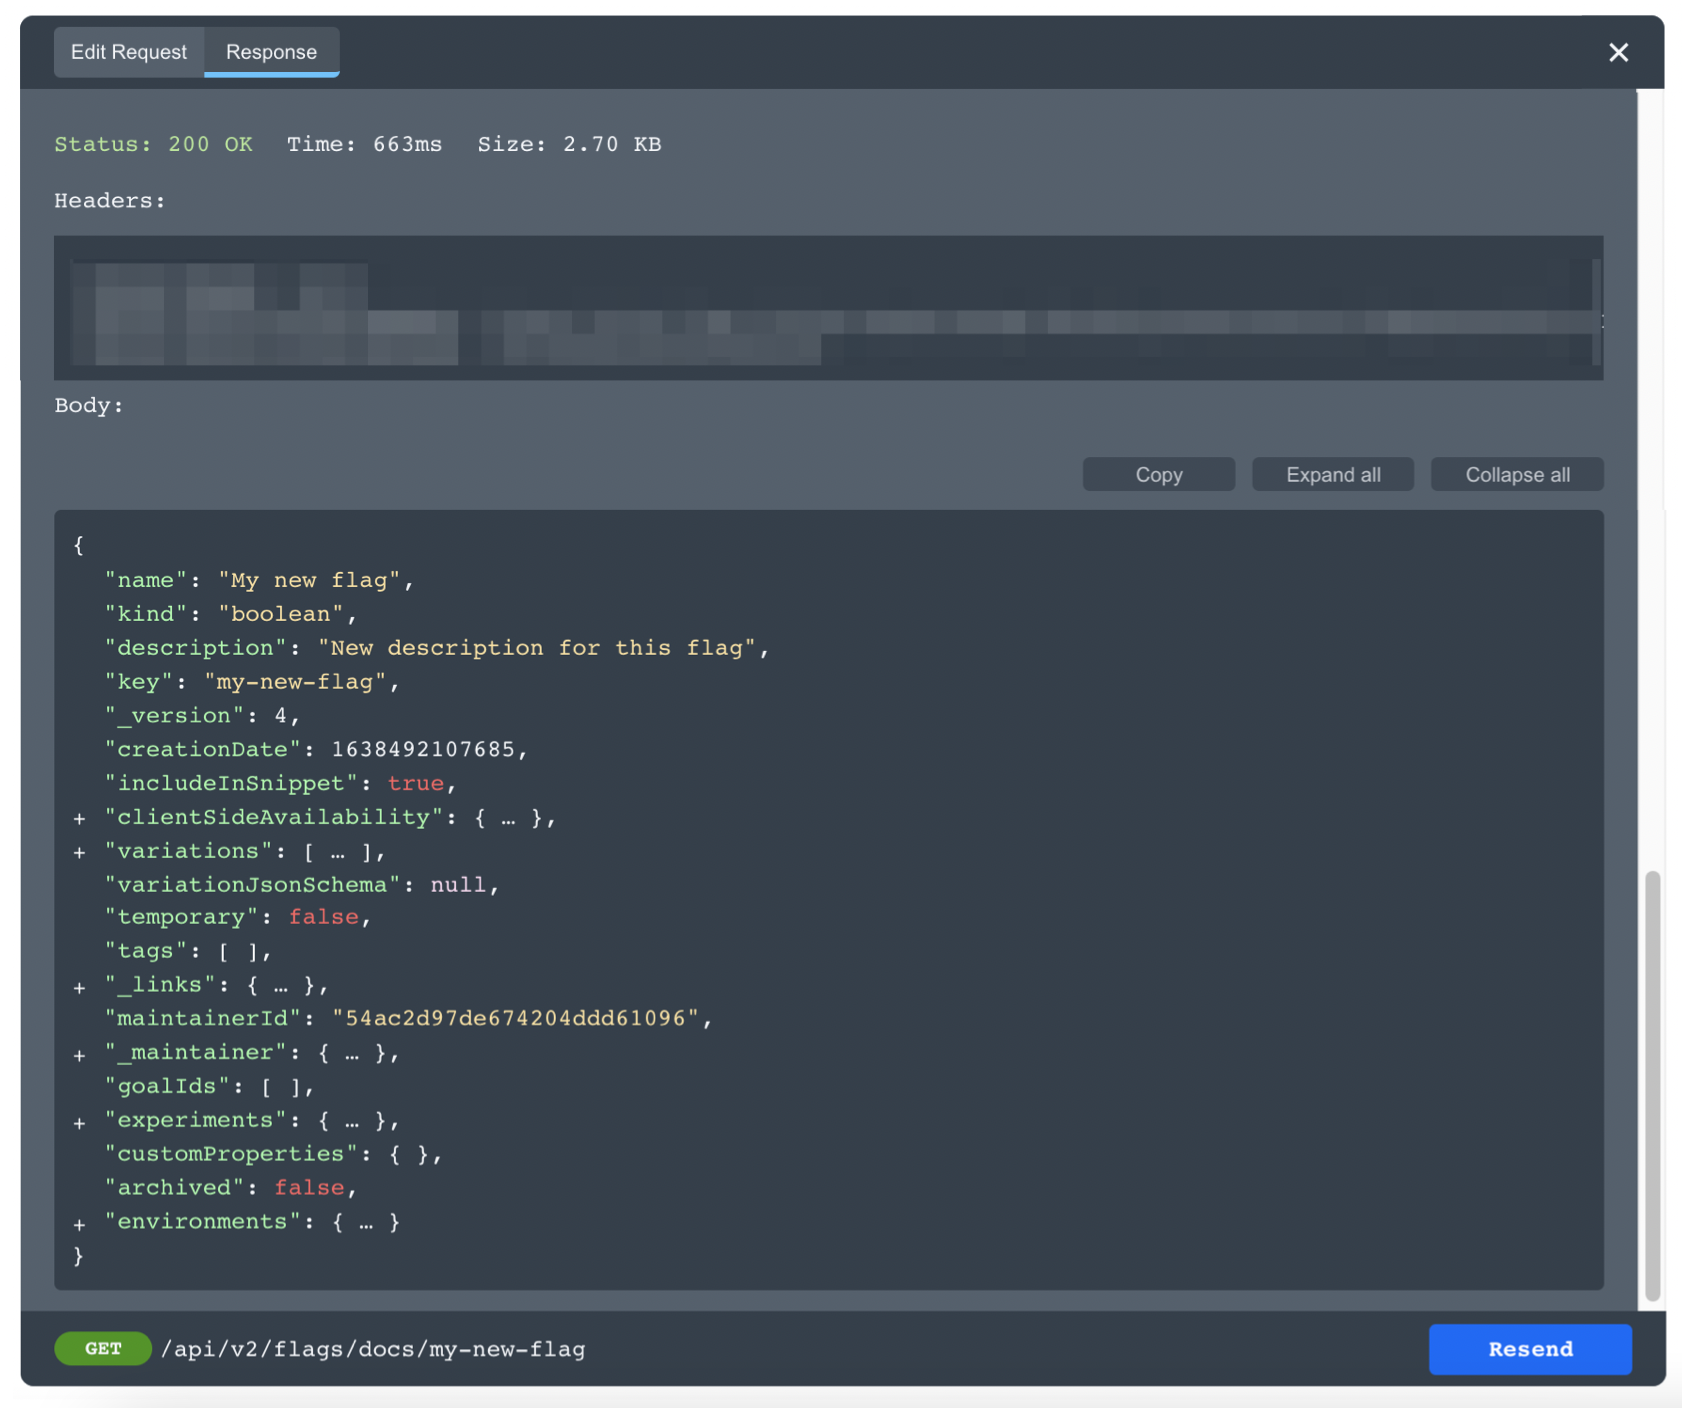 Edit Request Response ✕
Status: 200 OK Time: 663ms Size: 2.70 KB
Headers:
Body:
Copy Expand all Collapse all
{
"name": "My new flag",
"kind": "boolean",
"description": "New description for this flag",
"key": "my-new-flag",
"_version": 4,
"creationDate": 1638492107685,
"includeInSnippet": true,
+ "clientSideAvailability": { … },
+ "variations": [ … ],
"variationJsonSchema": null,
"temporary": false,
"tags": [ ],
+ "_links": { … },
"maintainerId": "54ac2d97de674204ddd61096",
+ "_maintainer": { … },
"goalIds": [ ],
+ "experiments": { … },
"customProperties": { },
"archived": false,
+ "environments": { … }
}
GET /api/v2/flags/docs/my-new-flag Resend